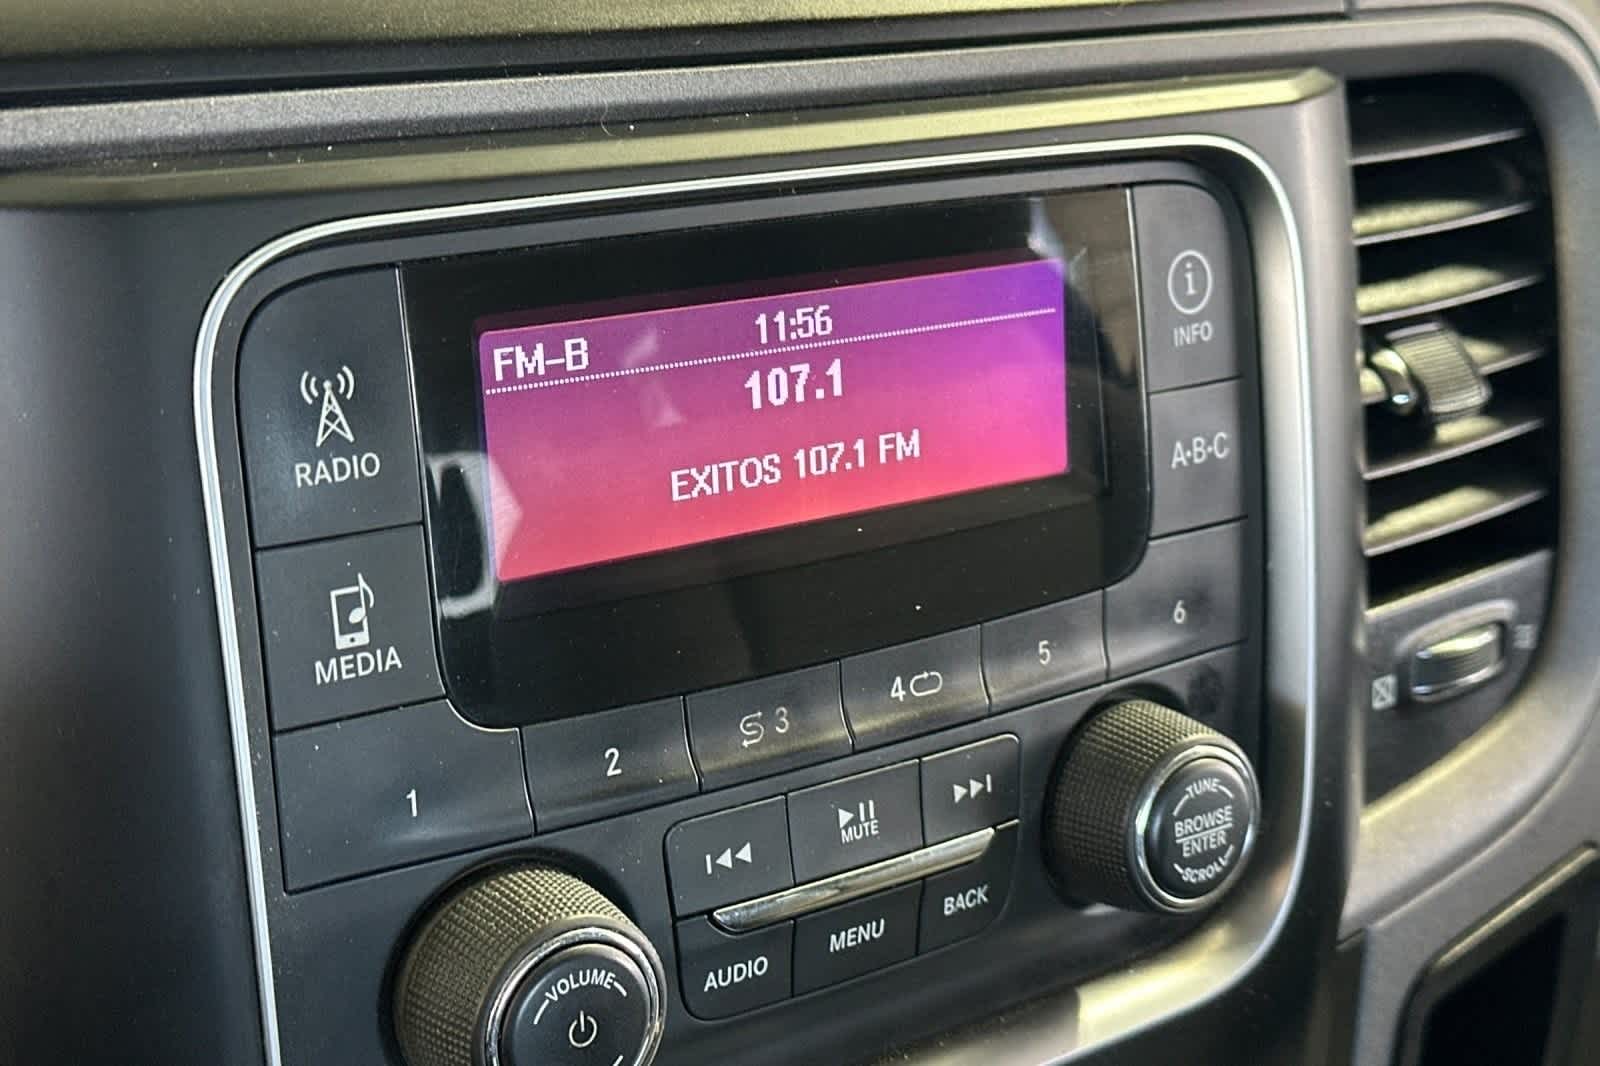 11:56
FM-B
107.1
EXITOS 107.1 FM
RADIO
MEDIA
i
INFO
A·B·C
1
2
3
4
5
6
MUTE
AUDIO
MENU
BACK
VOLUME
TUNE
BROWSE
ENTER
SCROLL